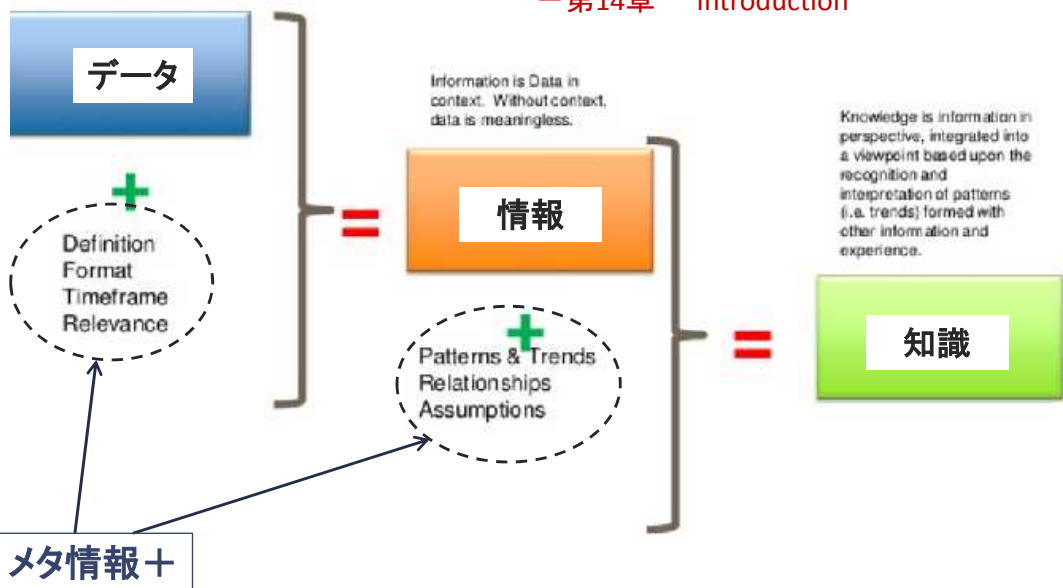 －第14章 Introduction
データ
Definition
Format
Timeframe
Relevance
Information is Data in
context. Without context,
data is meaningless.
情報
Patterns & Trends
Relationships
Assumptions
Knowledge is information in
perspective, integrated into
a viewpoint based upon the
recognition and
interpretation of patterns
(i.e. trends) formed with
other information and
experience.
知識
メタ情報＋